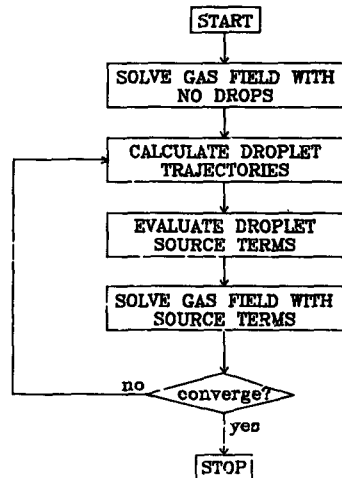 START
SOLVE GAS FIELD WITH
NO DROPS
CALCULATE DROPLET
TRAJECTORIES
EVALUATE DROPLET
SOURCE TERMS
SOLVE GAS FIELD WITH
SOURCE TERMS
no
converge?
yes
STOP